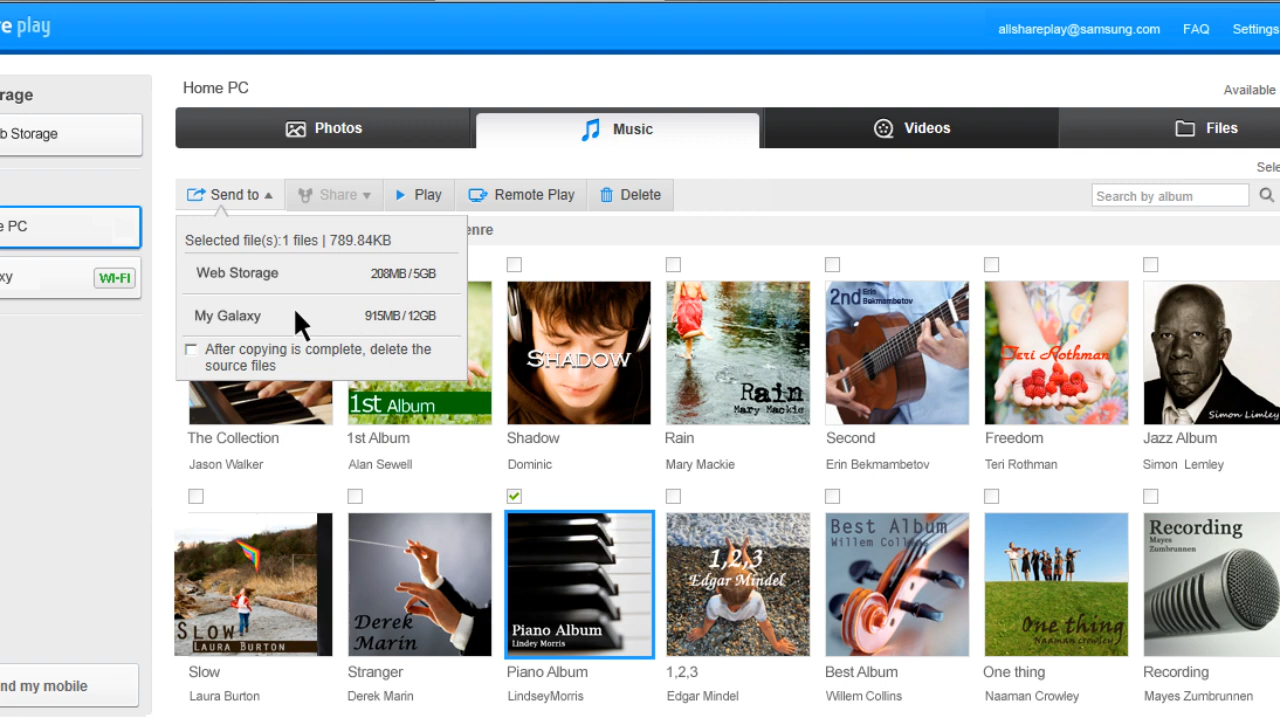 re play
allshareplay@samsung.com FAQ Settings
rage
b Storage
e PC
xy WI-FI
nd my mobile
Home PC
Available
Photos Music Videos Files
Sele
Send to Share Play Remote Play Delete
Search by album
enre
Selected file(s):1 files | 789.84KB
Web Storage 208MB/5GB
My Galaxy 915MB/12GB
After copying is complete, delete the
source files
1st Album
SHADOW
Rain
Mary Mackie
2nd Erin
Bekmambetov
Teri Rothman
Simon Limley
The Collection 1st Album Shadow Rain Second Freedom Jazz Album
Jason Walker Alan Sewell Dominic Mary Mackie Erin Bekmambetov Teri Rothman Simon Lemley
SLOW
LAURA BURTON
Derek
Marin
Piano Album
Lindey Morris
1,2,3
Edgar Mindel
Best Album
Willem Collins
One thing
Naaman crowley
Recording
Mayes
Zumbrunnen
Slow Stranger Piano Album 1,2,3 Best Album One thing Recording
Laura Burton Derek Marin LindseyMorris Edgar Mindel Willem Collins Naaman Crowley Mayes Zumbrunnen